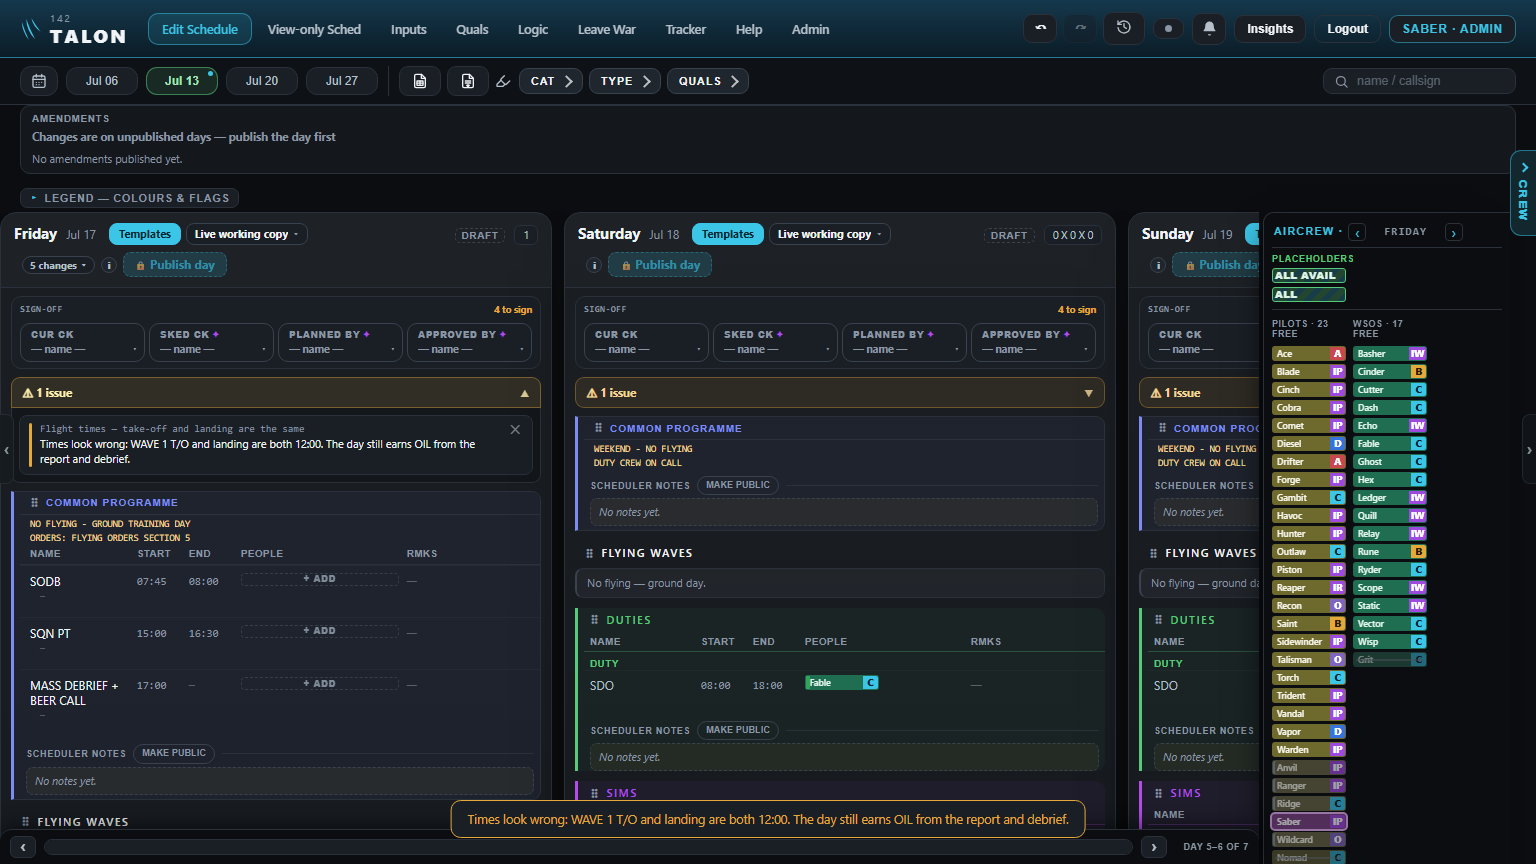 142
TALON
Edit Schedule
View-only Sched
Inputs
Quals
Logic
Leave War
Tracker
Help
Admin
Insights
Logout
SABER · ADMIN
Jul 06
Jul 13
Jul 20
Jul 27
CAT
TYPE
QUALS
name / callsign
AMENDMENTS
Changes are on unpublished days — publish the day first
No amendments published yet.
LEGEND — COLOURS & FLAGS
CREW
Friday Jul 17
Templates
Live working copy
DRAFT
1
5 changes
i
Publish day
SIGN-OFF
4 to sign
CUR CK
— name —
SKED CK
— name —
PLANNED BY
— name —
APPROVED BY
— name —
1 issue
Flight times — take-off and landing are the same
Times look wrong: WAVE 1 T/O and landing are both 12:00. The day still earns OIL from the
report and debrief.
COMMON PROGRAMME
NO FLYING - GROUND TRAINING DAY
ORDERS: FLYING ORDERS SECTION 5
NAME START END PEOPLE RMKS
SODB 07:45 08:00 + ADD —
—
SQN PT 15:00 16:30 + ADD —
—
MASS DEBRIEF + 17:00 — + ADD —
BEER CALL
—
SCHEDULER NOTES
MAKE PUBLIC
No notes yet.
FLYING WAVES
Saturday Jul 18
Templates
Live working copy
DRAFT
0X0X0
i
Publish day
SIGN-OFF
4 to sign
CUR CK
— name —
SKED CK
— name —
PLANNED BY
— name —
APPROVED BY
— name —
1 issue
COMMON PROGRAMME
WEEKEND - NO FLYING
DUTY CREW ON CALL
SCHEDULER NOTES
MAKE PUBLIC
No notes yet.
FLYING WAVES
No flying — ground day.
DUTIES
NAME START END PEOPLE RMKS
DUTY
SDO 08:00 18:00 Fable C —
SCHEDULER NOTES
MAKE PUBLIC
No notes yet.
SIMS
Sunday Jul 19
i
Publish day
SIGN-OFF
CUR CK
— name —
1 issue
COMMON PROG
WEEKEND - NO FLYING
DUTY CREW ON CALL
SCHEDULER NOTES
No notes yet.
FLYING WAVES
No flying — ground da
DUTIES
NAME
DUTY
SDO
SCHEDULER NOTES
No notes yet.
SIMS
NAME
AIRCREW ·
FRIDAY
PLACEHOLDERS
ALL AVAIL
ALL
PILOTS · 23
FREE
WSOS · 17
FREE
Ace A
Blade IP
Cinch IP
Cobra IP
Comet IP
Diesel D
Drifter A
Forge IP
Gambit C
Havoc IP
Hunter IP
Outlaw C
Piston IP
Reaper IR
Recon O
Saint B
Sidewinder IP
Talisman O
Torch C
Trident IP
Vandal IP
Vapor D
Warden IP
Anvil IP
Ranger IP
Ridge C
Saber IP
Wildcard O
Nomad C
Basher IW
Cinder B
Cutter C
Dash C
Echo IW
Fable C
Ghost C
Hex C
Ledger IW
Quill IW
Relay IW
Rune B
Ryder C
Scope IW
Static IW
Vector C
Wisp C
Grit C
Times look wrong: WAVE 1 T/O and landing are both 12:00. The day still earns OIL from the report and debrief.
DAY 5–6 OF 7